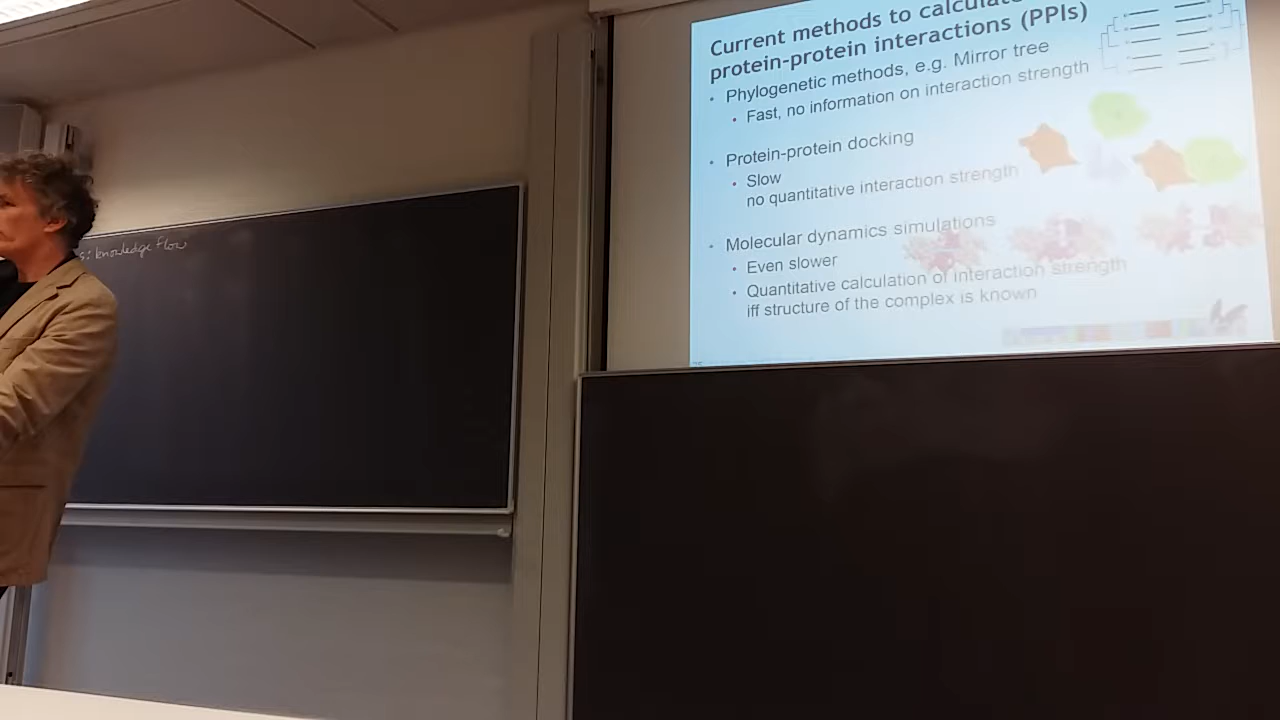 s: knowledge flow
Current methods to calculate
protein-protein interactions (PPIs)
• Phylogenetic methods, e.g. Mirror tree
• Fast, no information on interaction strength
• Protein-protein docking
• Slow
no quantitative interaction strength
• Molecular dynamics simulations
• Even slower
• Quantitative calculation of interaction strength
iff structure of the complex is known